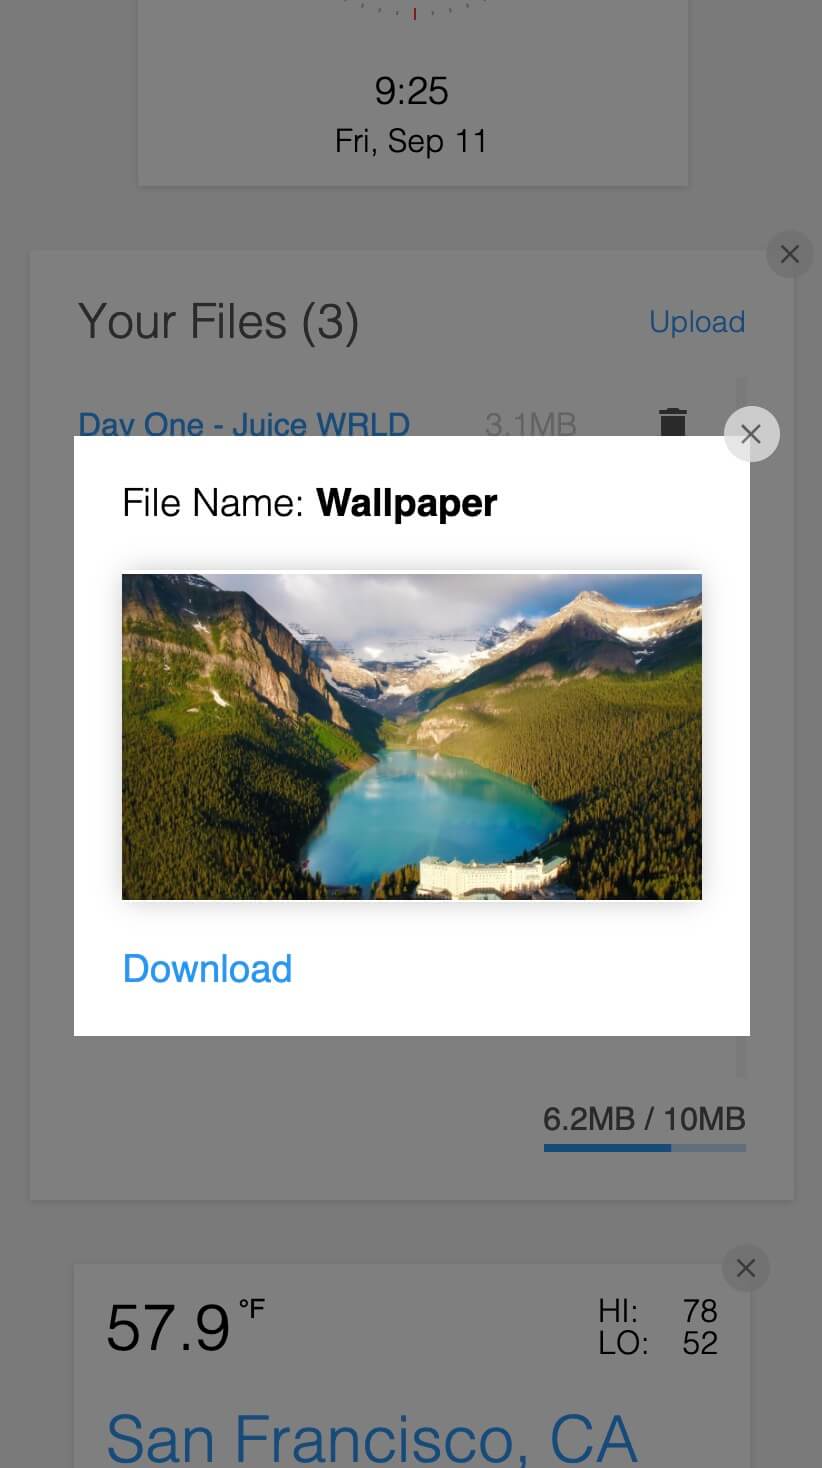 9:25
Fri, Sep 11
Your Files (3) Upload
Day One - Juice WRLD 3.1MB
File Name: Wallpaper
Download
6.2MB / 10MB
57.9 °F HI: 78
LO: 52
San Francisco, CA